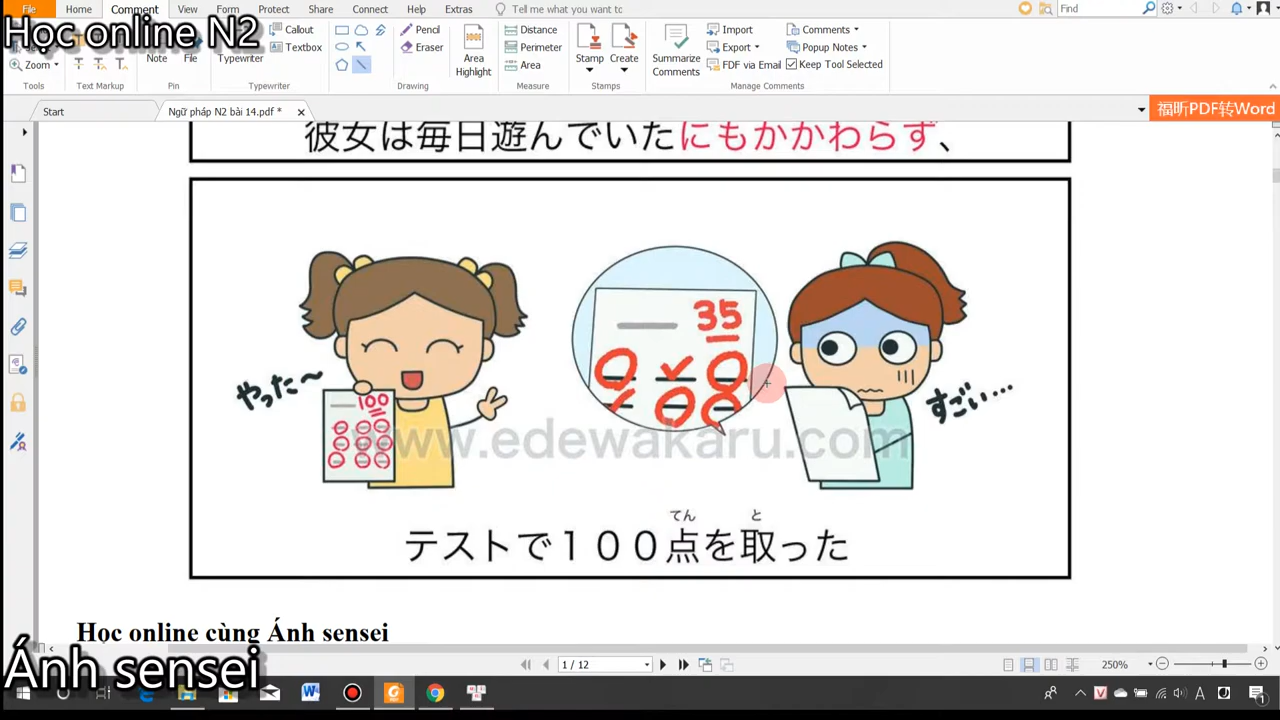 File Home Comment View Form Protect Share Connect Help Extras Tell me what you want tc Find
Học online N2
Callout
Textbox
Zoom
Note
File
Typewriter
Pencil
Eraser
Area Highlight
Distance
Perimeter
Area
Stamp
Create
Summarize Comments
Import
Export
FDF via Email
Comments
Popup Notes
Keep Tool Selected
Tools Text Markup Pin Typewriter Drawing Measure Stamps Manage Comments
Start Ngữ pháp N2 bài 14.pdf *
福昕PDF转Word
彼女は毎日遊んでいたにもかかわらず、
35
やった～
100
すごい…
www.edewakaru.com
てん と
テストで１００点を取った
Học online cùng Ánh sensei
Ánh sensei
1 / 12
250%